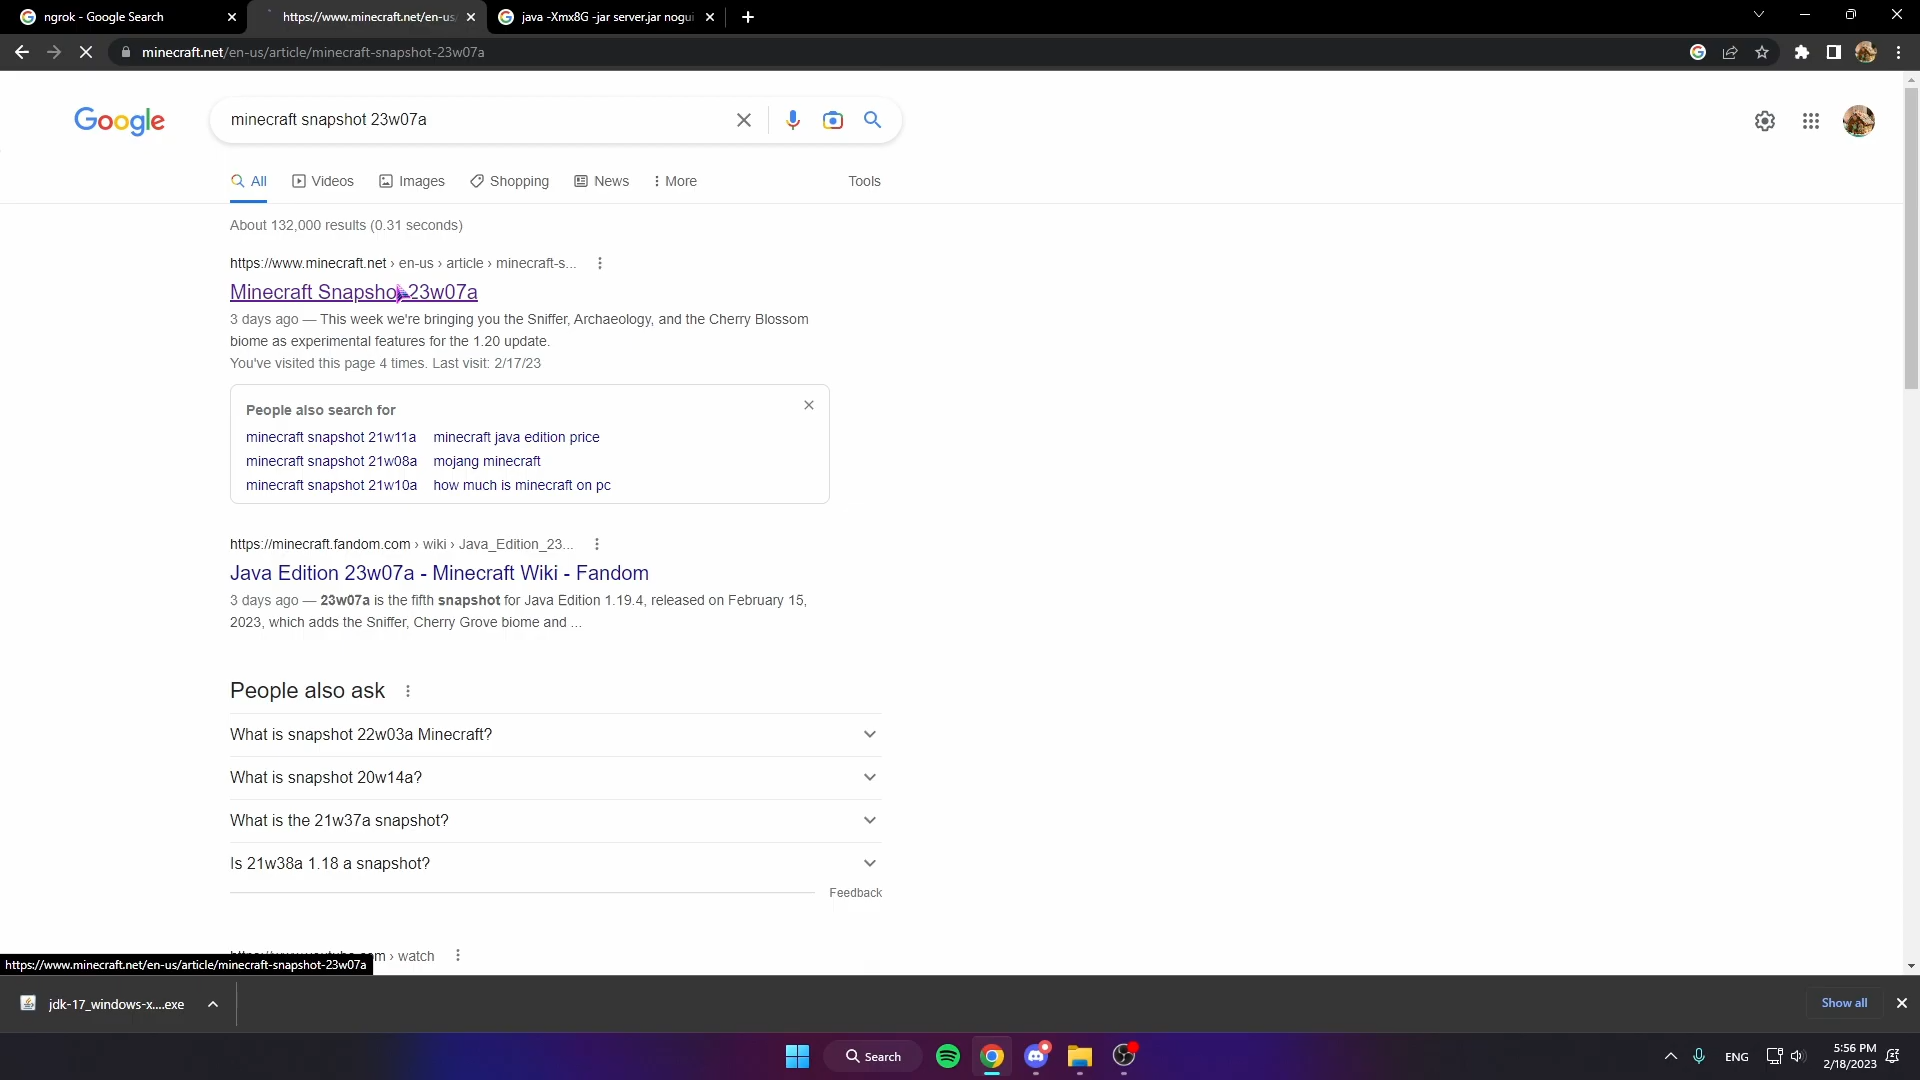 ngrok - Google Search
https://www.minecraft.net/en-us/
java -Xmx8G -jar server.jar nogui
minecraft.net/en-us/article/minecraft-snapshot-23w07a
Google
minecraft snapshot 23w07a
All Videos Images Shopping News More Tools
About 132,000 results (0.31 seconds)
https://www.minecraft.net › en-us › article › minecraft-s...
Minecraft Snapshot 23w07a
3 days ago — This week we're bringing you the Sniffer, Archaeology, and the Cherry Blossom
biome as experimental features for the 1.20 update.
You've visited this page 4 times. Last visit: 2/17/23
People also search for
minecraft snapshot 21w11a minecraft java edition price
minecraft snapshot 21w08a mojang minecraft
minecraft snapshot 21w10a how much is minecraft on pc
https://minecraft.fandom.com › wiki › Java_Edition_23...
Java Edition 23w07a - Minecraft Wiki - Fandom
3 days ago — 23w07a is the fifth snapshot for Java Edition 1.19.4, released on February 15,
2023, which adds the Sniffer, Cherry Grove biome and ...
People also ask
What is snapshot 22w03a Minecraft?
What is snapshot 20w14a?
What is the 21w37a snapshot?
Is 21w38a 1.18 a snapshot?
Feedback
› watch
https://www.minecraft.net/en-us/article/minecraft-snapshot-23w07a
jdk-17_windows-x....exe
Show all
Search
ENG
5:56 PM
2/18/2023